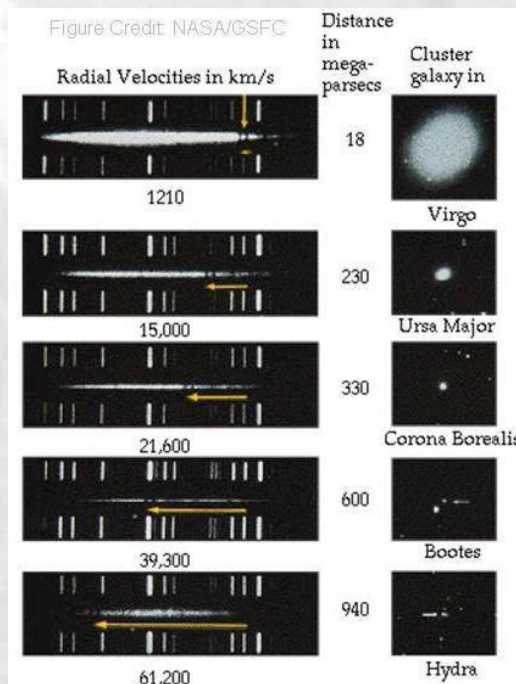 Figure Credit: NASA/GSFC
Distance
in
mega-
parsecs
Radial Velocities in km/s
Cluster
galaxy in
1210
18
Virgo
15,000
230
Ursa Major
21,600
330
Corona Borealis
39,300
600
Bootes
61,200
940
Hydra